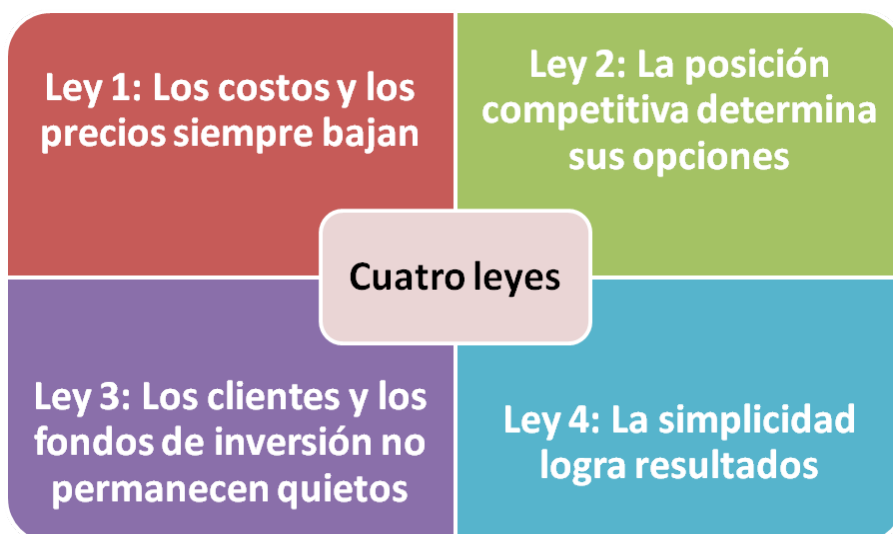 Ley 1: Los costos y los
precios siempre bajan
Ley 2: La posición
competitiva determina
sus opciones
Cuatro leyes
Ley 3: Los clientes y los
fondos de inversión no
permanecen quietos
Ley 4: La simplicidad
logra resultados